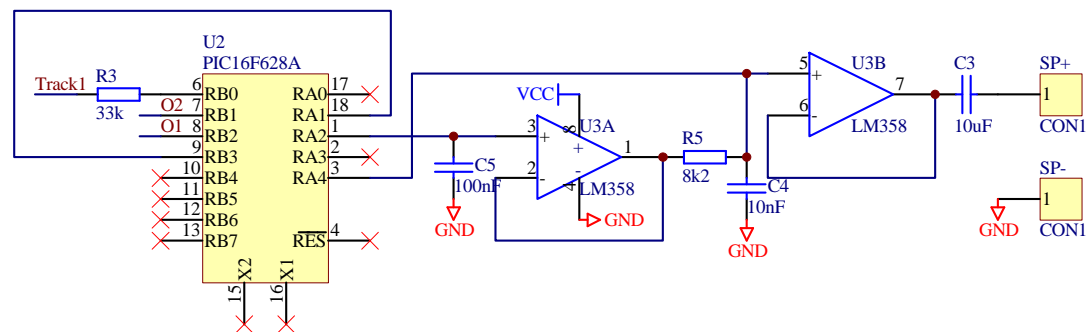 U2
PIC16F628A
Track1
R3
33k
O2
O1
6
7
8
9
10
11
12
13
RB0
RB1
RB2
RB3
RB4
RB5
RB6
RB7
RA0
RA1
RA2
RA3
RA4
RES
17
18
1
2
3
4
X2
X1
15
16
C5
100nF
GND
VCC
U3A
3
2
8
4
1
+
-
+
-
LM358
GND
R5
8k2
C4
10nF
GND
U3B
5
6
7
+
-
LM358
C3
10uF
SP+
1
CON1
SP-
1
CON1
GND